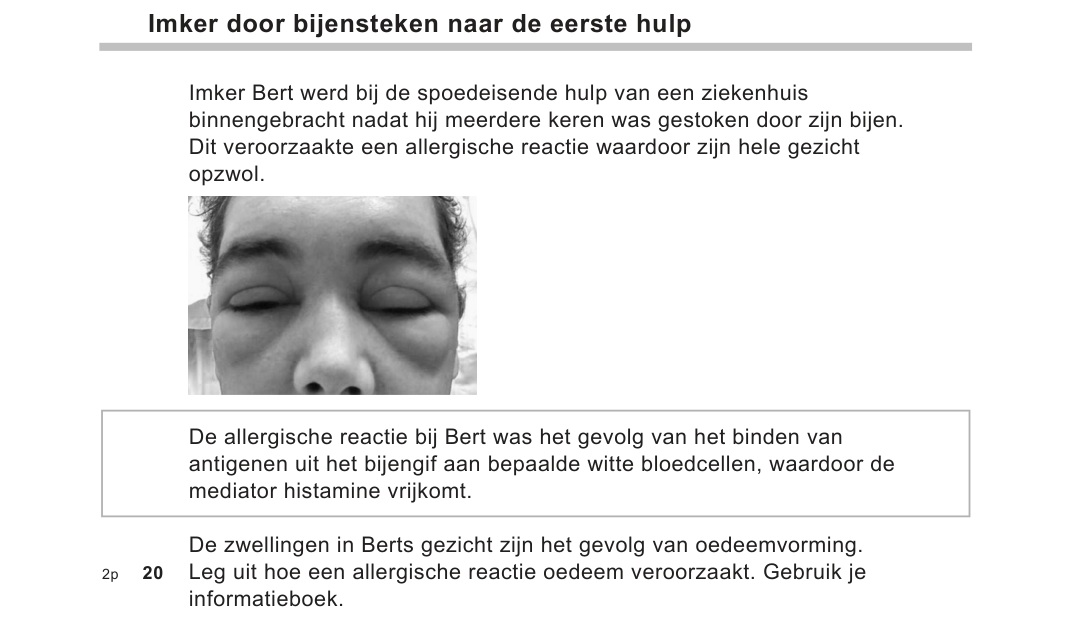 Imker door bijensteken naar de eerste hulp
Imker Bert werd bij de spoedeisende hulp van een ziekenhuis
binnengebracht nadat hij meerdere keren was gestoken door zijn bijen.
Dit veroorzaakte een allergische reactie waardoor zijn hele gezicht
opzwol.
De allergische reactie bij Bert was het gevolg van het binden van
antigenen uit het bijengif aan bepaalde witte bloedcellen, waardoor de
mediator histamine vrijkomt.
De zwellingen in Berts gezicht zijn het gevolg van oedeemvorming.
2p 20 Leg uit hoe een allergische reactie oedeem veroorzaakt. Gebruik je
informatieboek.